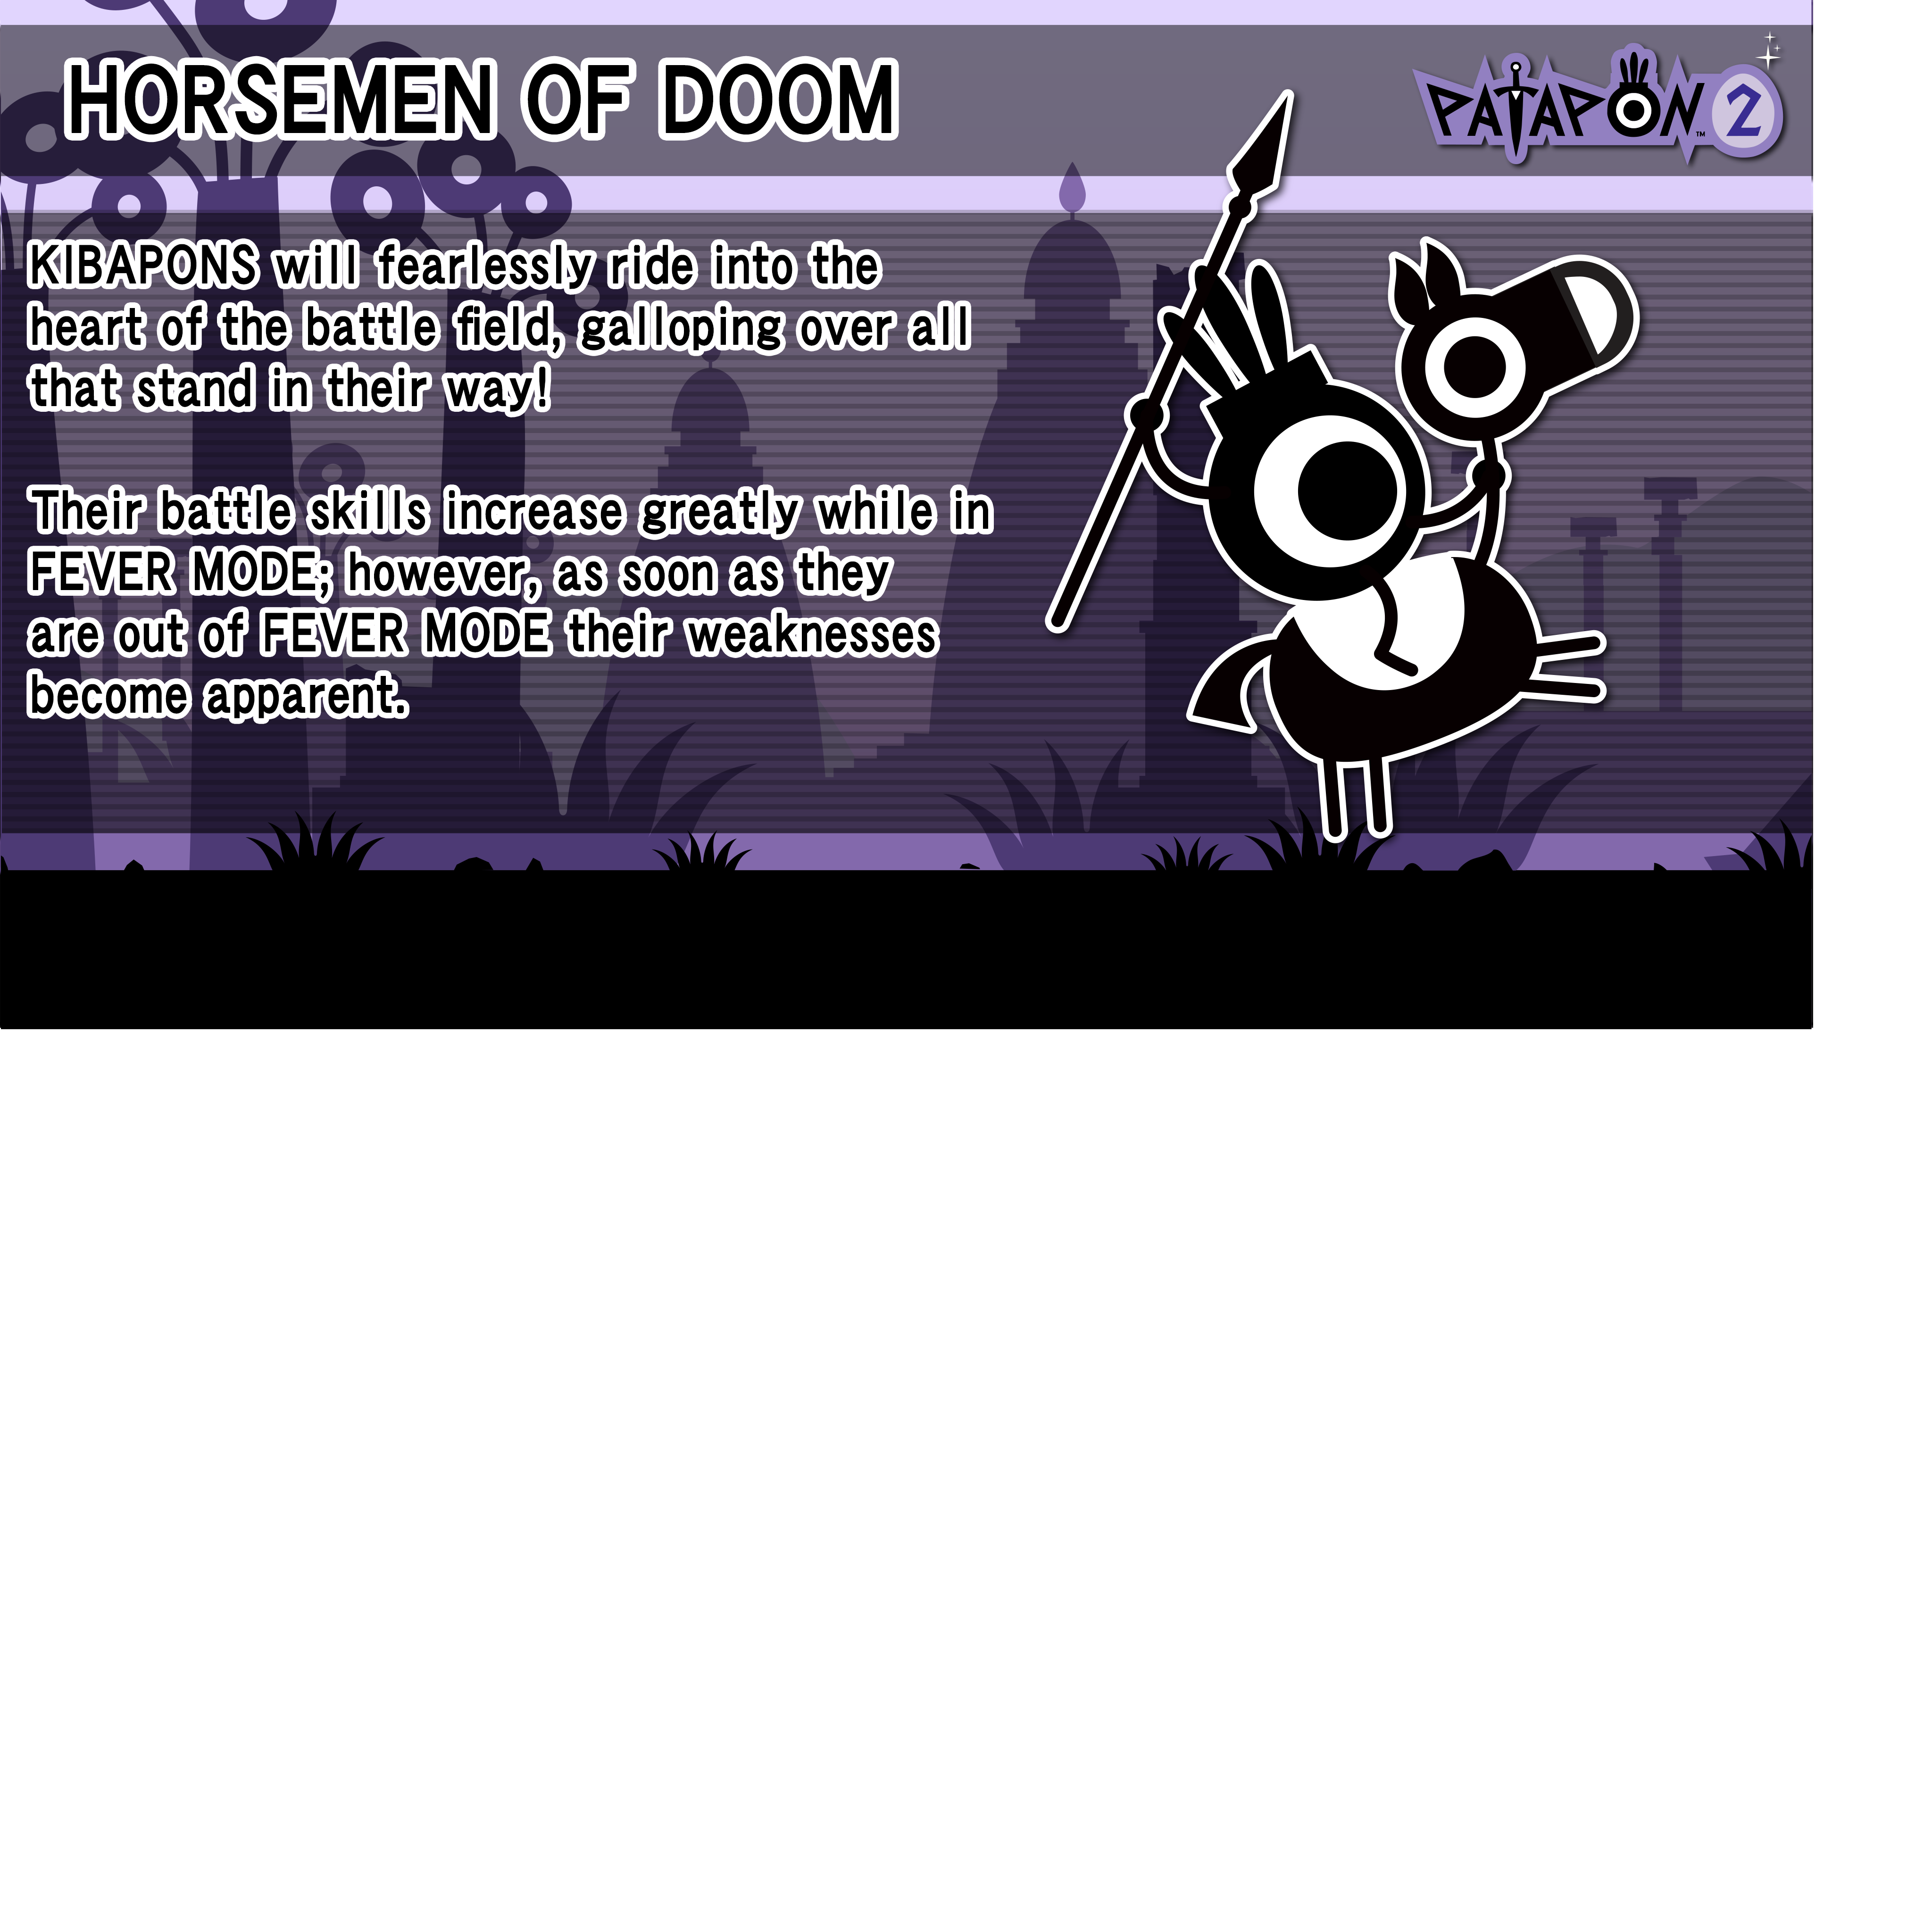 HORSEMEN OF DOOM
PATAPON™ 2
KIBAPONS will fearlessly ride into the
heart of the battle field, galloping over all
that stand in their way!
Their battle skills increase greatly while in
FEVER MODE; however, as soon as they
are out of FEVER MODE their weaknesses
become apparent.